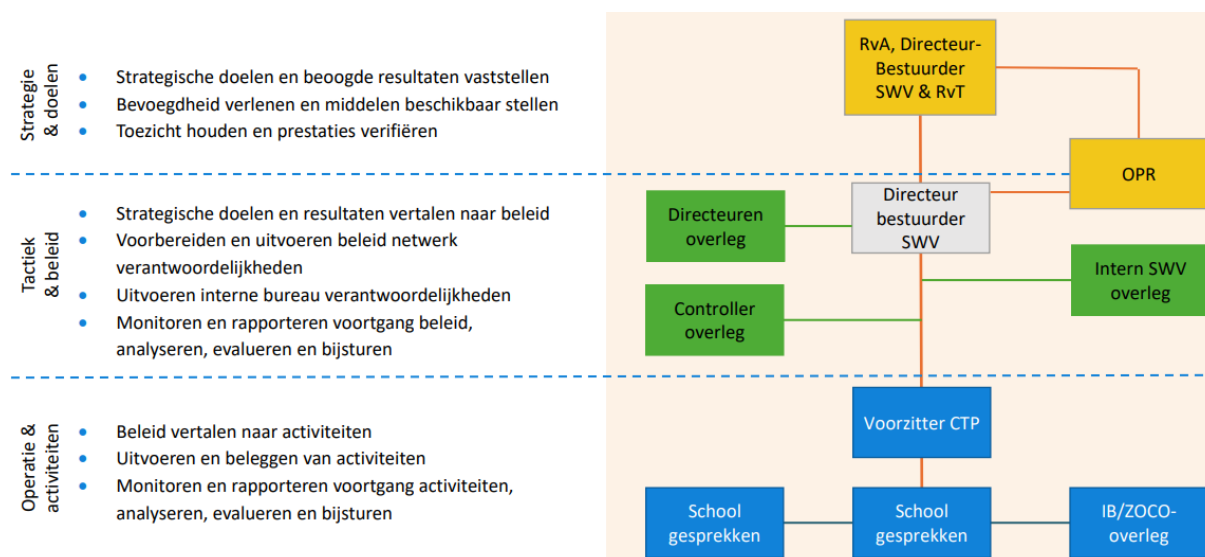 Strategie
& doelen
Strategische doelen en beoogde resultaten vaststellen
Bevoegdheid verlenen en middelen beschikbaar stellen
Toezicht houden en prestaties verifiëren
RvA, Directeur-
Bestuurder
SWV & RvT
OPR
Tactiek
& beleid
Strategische doelen en resultaten vertalen naar beleid
Voorbereiden en uitvoeren beleid netwerk
verantwoordelijkheden
Uitvoeren interne bureau verantwoordelijkheden
Monitoren en rapporteren voortgang beleid,
analyseren, evalueren en bijsturen
Directeuren
overleg
Directeur
bestuurder
SWV
Intern SWV
overleg
Controller
overleg
Operatie &
activiteiten
Beleid vertalen naar activiteiten
Uitvoeren en beleggen van activiteiten
Monitoren en rapporteren voortgang activiteiten,
analyseren, evalueren en bijsturen
Voorzitter CTP
School
gesprekken
School
gesprekken
IB/ZOCO-
overleg